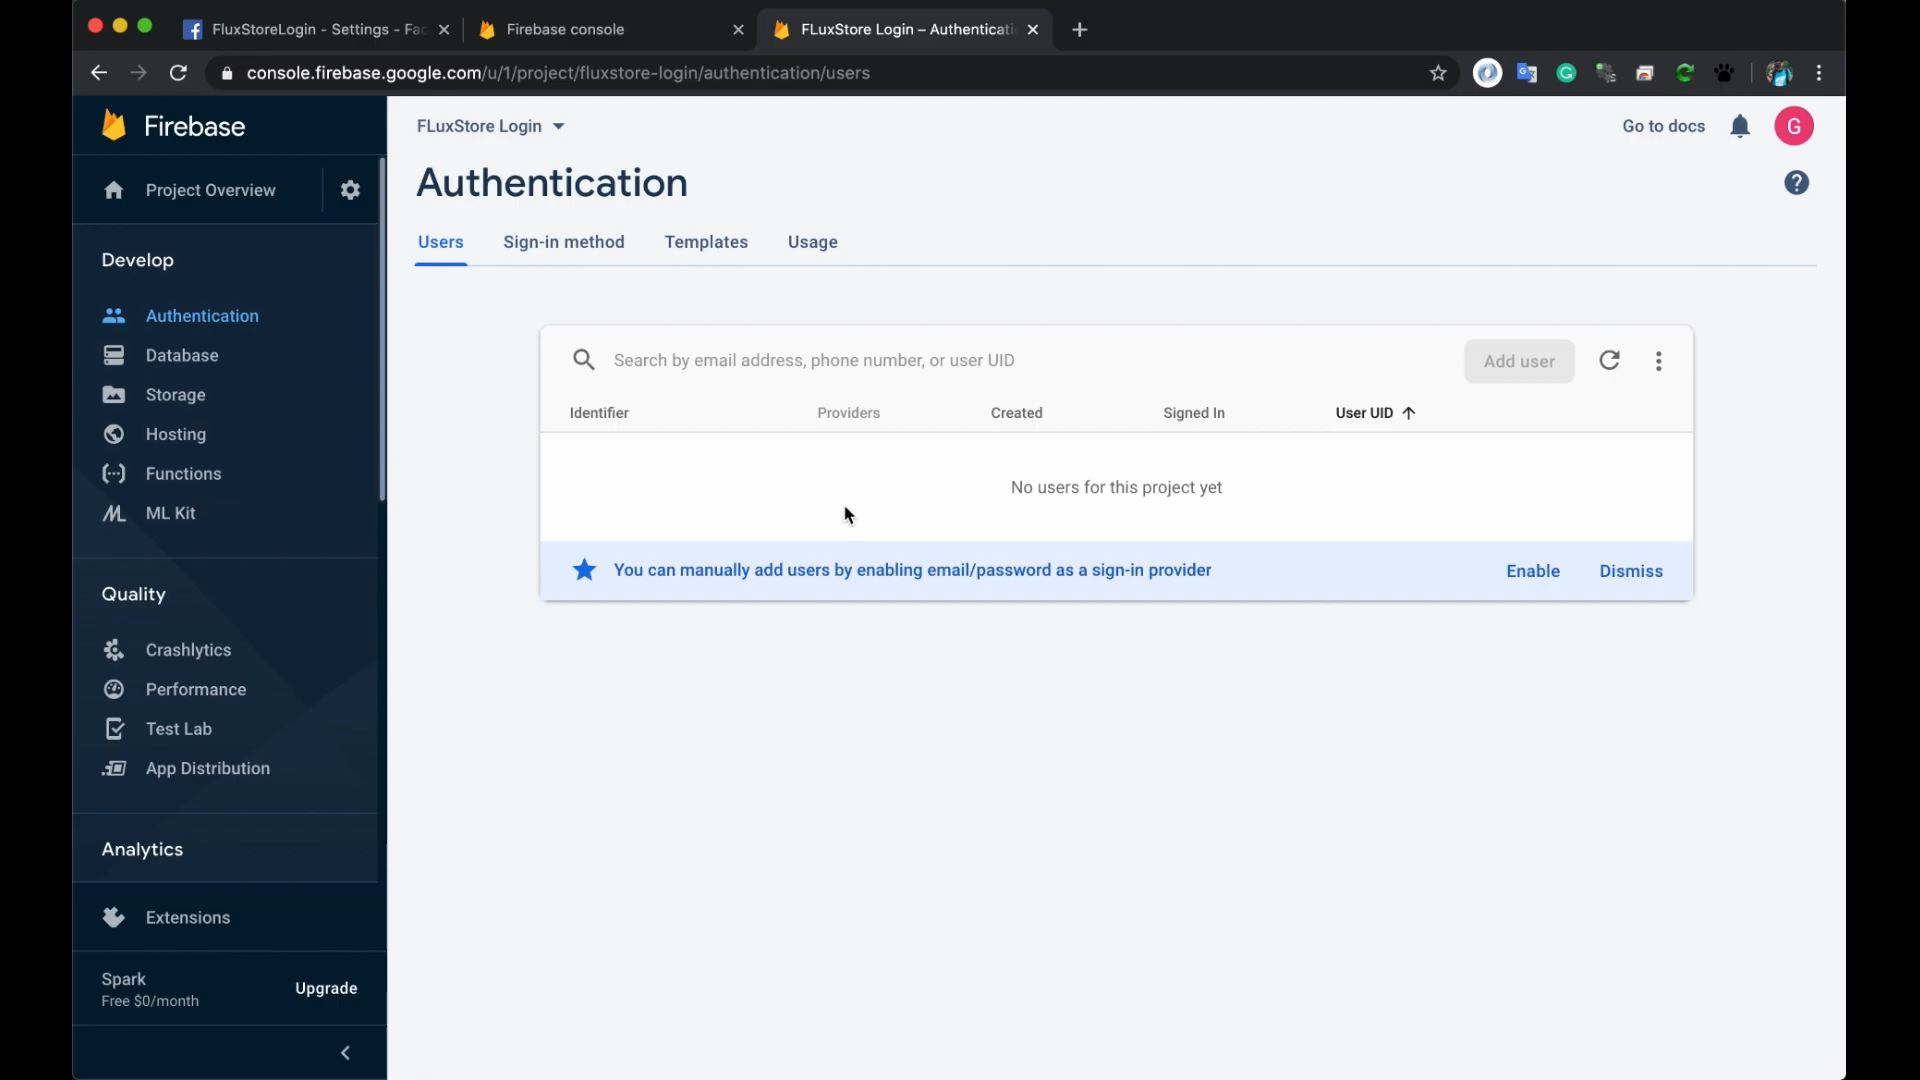 FluxStoreLogin - Settings - Fac
Firebase console
FLuxStore Login – Authenticati
console.firebase.google.com/u/1/project/fluxstore-login/authentication/users
Firebase
FLuxStore Login
Go to docs
G
Project Overview
Authentication
Users
Sign-in method
Templates
Usage
Develop
Authentication
Database
Storage
Hosting
Functions
ML Kit
Search by email address, phone number, or user UID
Add user
Identifier
Providers
Created
Signed In
User UID
No users for this project yet
You can manually add users by enabling email/password as a sign-in provider
Enable
Dismiss
Quality
Crashlytics
Performance
Test Lab
App Distribution
Analytics
Extensions
Spark
Free $0/month
Upgrade